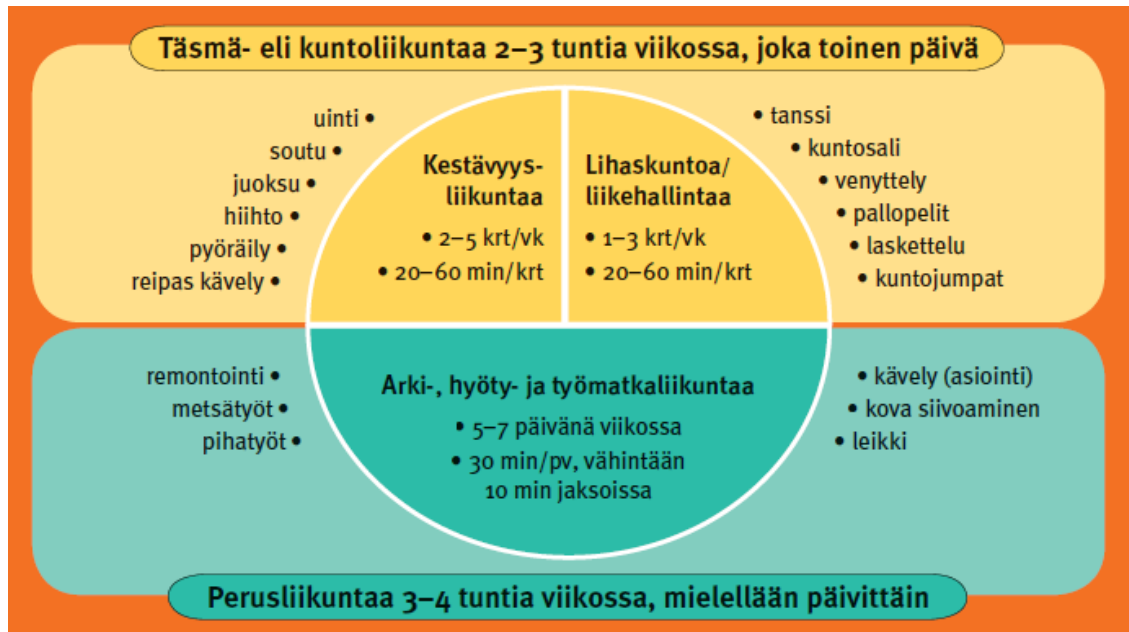 Täsmä- eli kuntoliikuntaa 2–3 tuntia viikossa, joka toinen päivä
uinti •
soutu •
juoksu •
hiihto •
pyöräily •
reipas kävely •
Kestävyys-
liikuntaa
• 2–5 krt/vk
• 20–60 min/krt
Lihaskuntoa/
liikehallintaa
• 1–3 krt/vk
• 20–60 min/krt
• tanssi
• kuntosali
• venyttely
• pallopelit
• laskettelu
• kuntojumpat
remontointi •
metsätyöt •
pihatyöt •
Arki-, hyöty- ja työmatkaliikuntaa
• 5–7 päivänä viikossa
• 30 min/pv, vähintään
10 min jaksoissa
• kävely (asiointi)
• kova siivoaminen
• leikki
Perusliikuntaa 3–4 tuntia viikossa, mielellään päivittäin